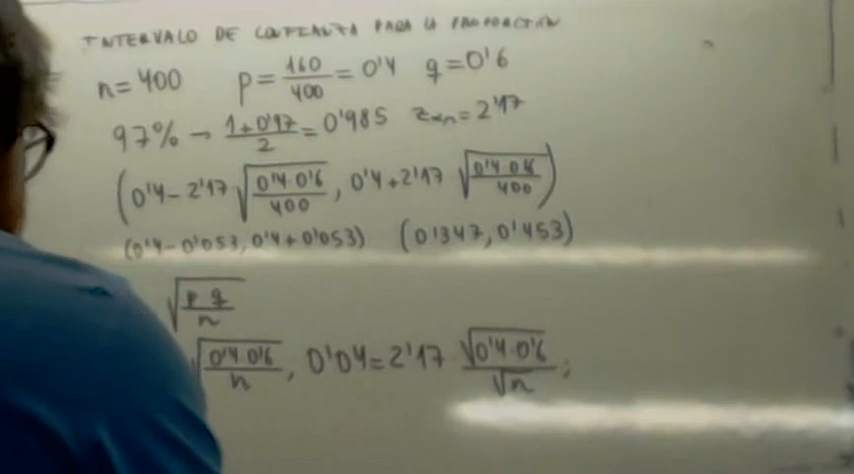 INTERVALO DE CONFIANZA PARA LA PROPORCIÓN
n=400 p=160/400=0'4 q=0'6
97% → (1+0'97)/2=0'985 zα/2=2'17
(0'4-2'17√(0'4·0'6/400), 0'4+2'17√(0'4·0'6/400))
(0'4-0'053, 0'4+0'053) (0'347, 0'453)
√(p q/n)
√(0'4·0'6/n), 0'04=2'17·√(0'4·0'6)/√n;